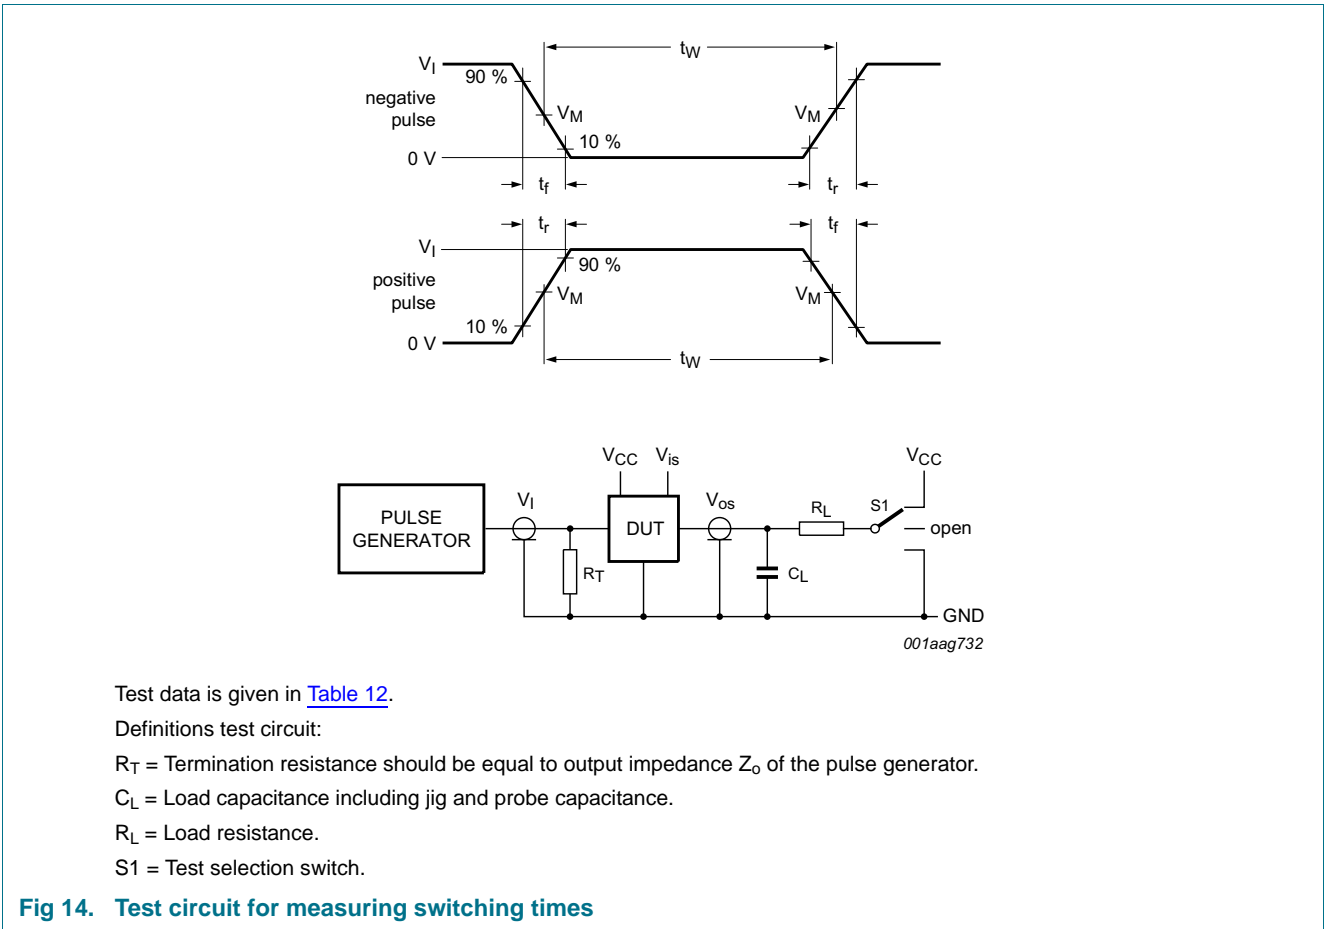 tW
VI
90 %
negative
pulse
VM
VM
10 %
0 V
tf
tr
tr
tf
VI
90 %
positive
pulse
VM
VM
10 %
0 V
tW
VCC
Vis
VCC
PULSE
GENERATOR
VI
DUT
Vos
RL
S1
open
RT
CL
GND
001aag732
Test data is given in Table 12.
Definitions test circuit:
RT = Termination resistance should be equal to output impedance Zo of the pulse generator.
CL = Load capacitance including jig and probe capacitance.
RL = Load resistance.
S1 = Test selection switch.
Fig 14. Test circuit for measuring switching times